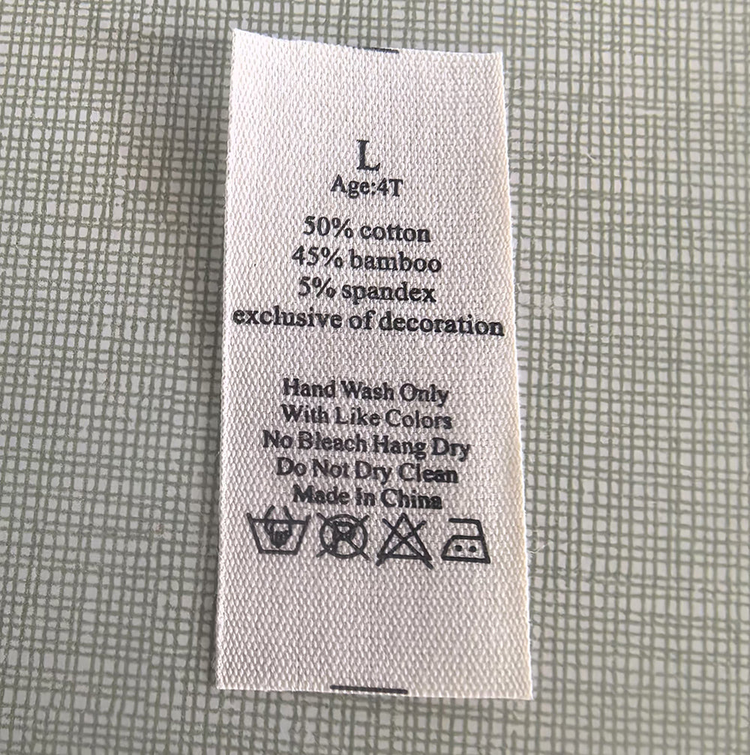 L
Age:4T
50% cotton
45% bamboo
5% spandex
exclusive of decoration
Hand Wash Only
With Like Colors
No Bleach Hang Dry
Do Not Dry Clean
Made in China